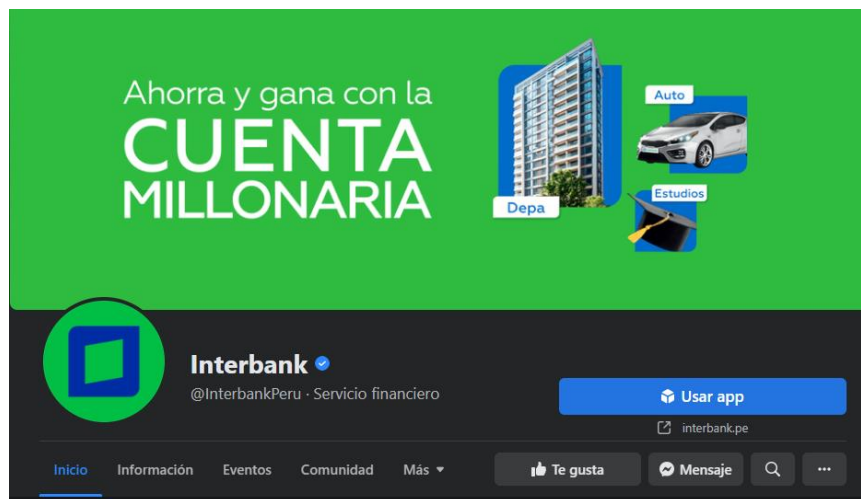 Ahorra y gana con la
CUENTA
MILLONARIA
Depa
Auto
Estudios
Interbank
@InterbankPeru · Servicio financiero
Usar app
interbank.pe
Inicio Información Eventos Comunidad Más Te gusta Mensaje